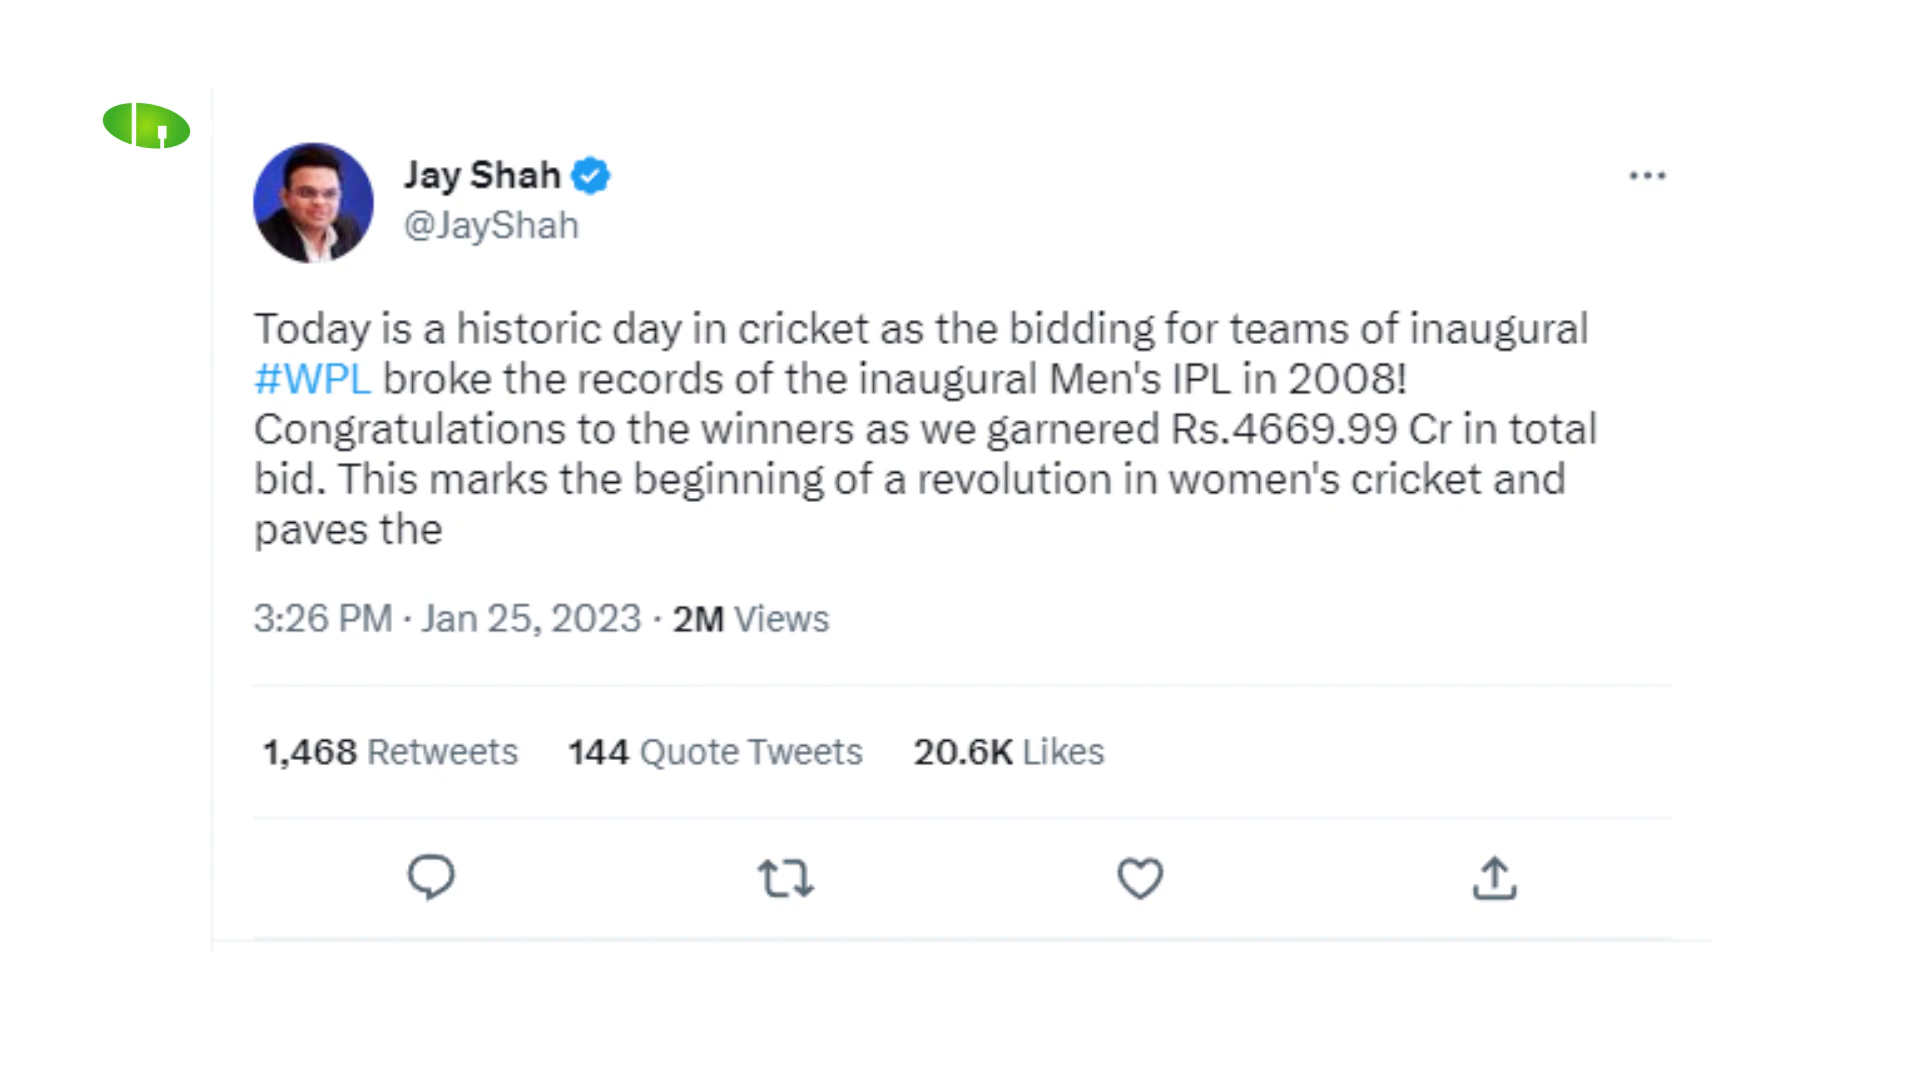 Jay Shah
@JayShah
Today is a historic day in cricket as the bidding for teams of inaugural
#WPL broke the records of the inaugural Men's IPL in 2008!
Congratulations to the winners as we garnered Rs.4669.99 Cr in total
bid. This marks the beginning of a revolution in women's cricket and
paves the
3:26 PM · Jan 25, 2023 · 2M Views
1,468 Retweets 144 Quote Tweets 20.6K Likes